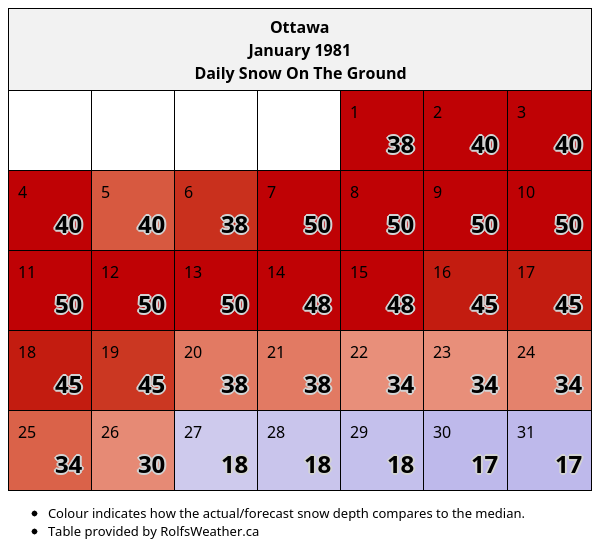 Ottawa
January 1981
Daily Snow On The Ground
1 2 3
38 40 40
4 5 6 7 8 9 10
40 40 38 50 50 50 50
11 12 13 14 15 16 17
50 50 50 48 48 45 45
18 19 20 21 22 23 24
45 45 38 38 34 34 34
25 26 27 28 29 30 31
34 30 18 18 18 17 17
• Colour indicates how the actual/forecast snow depth compares to the median.
• Table provided by RolfsWeather.ca